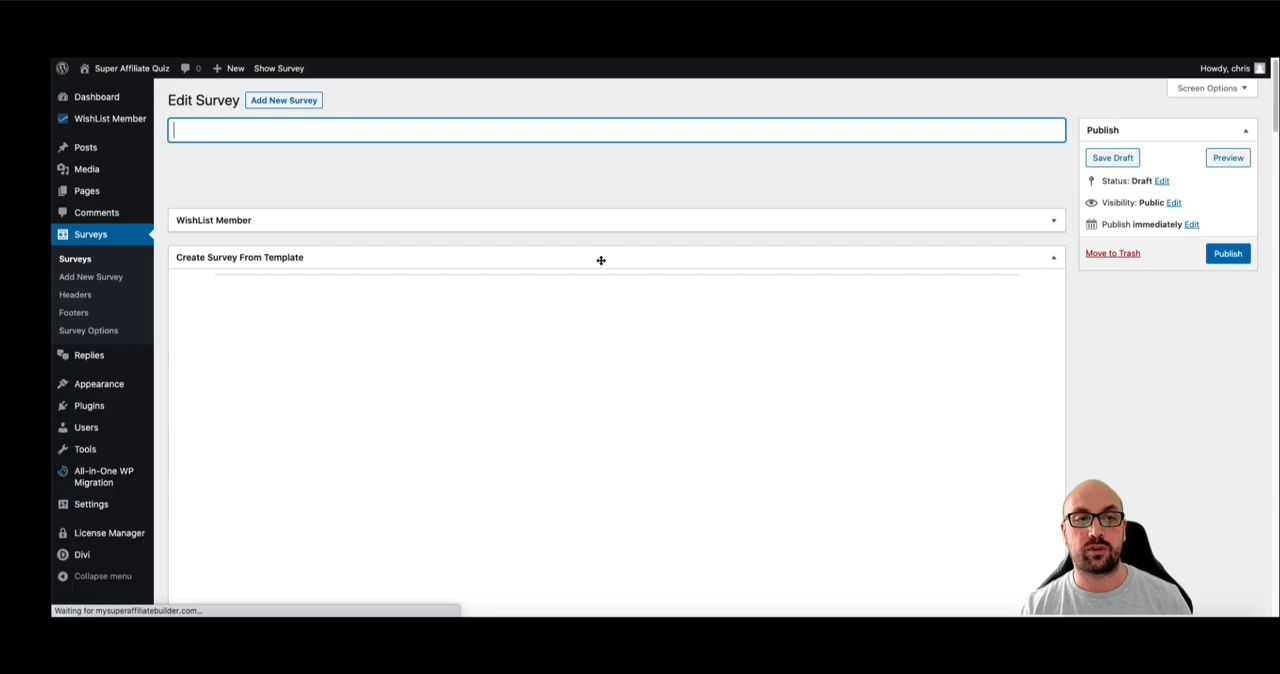 Super Affiliate Quiz 0 New Show Survey Howdy, chris
Screen Options
Dashboard
WishList Member
Posts
Media
Pages
Comments
Surveys
Surveys
Add New Survey
Headers
Footers
Survey Options
Replies
Appearance
Plugins
Users
Tools
All-in-One WP
Migration
Settings
License Manager
Divi
Collapse menu
Edit Survey Add New Survey
WishList Member
Create Survey From Template
Publish
Save Draft Preview
Status: Draft Edit
Visibility: Public Edit
Publish immediately Edit
Move to Trash Publish
Waiting for mysuperaffiliatebuilder.com...